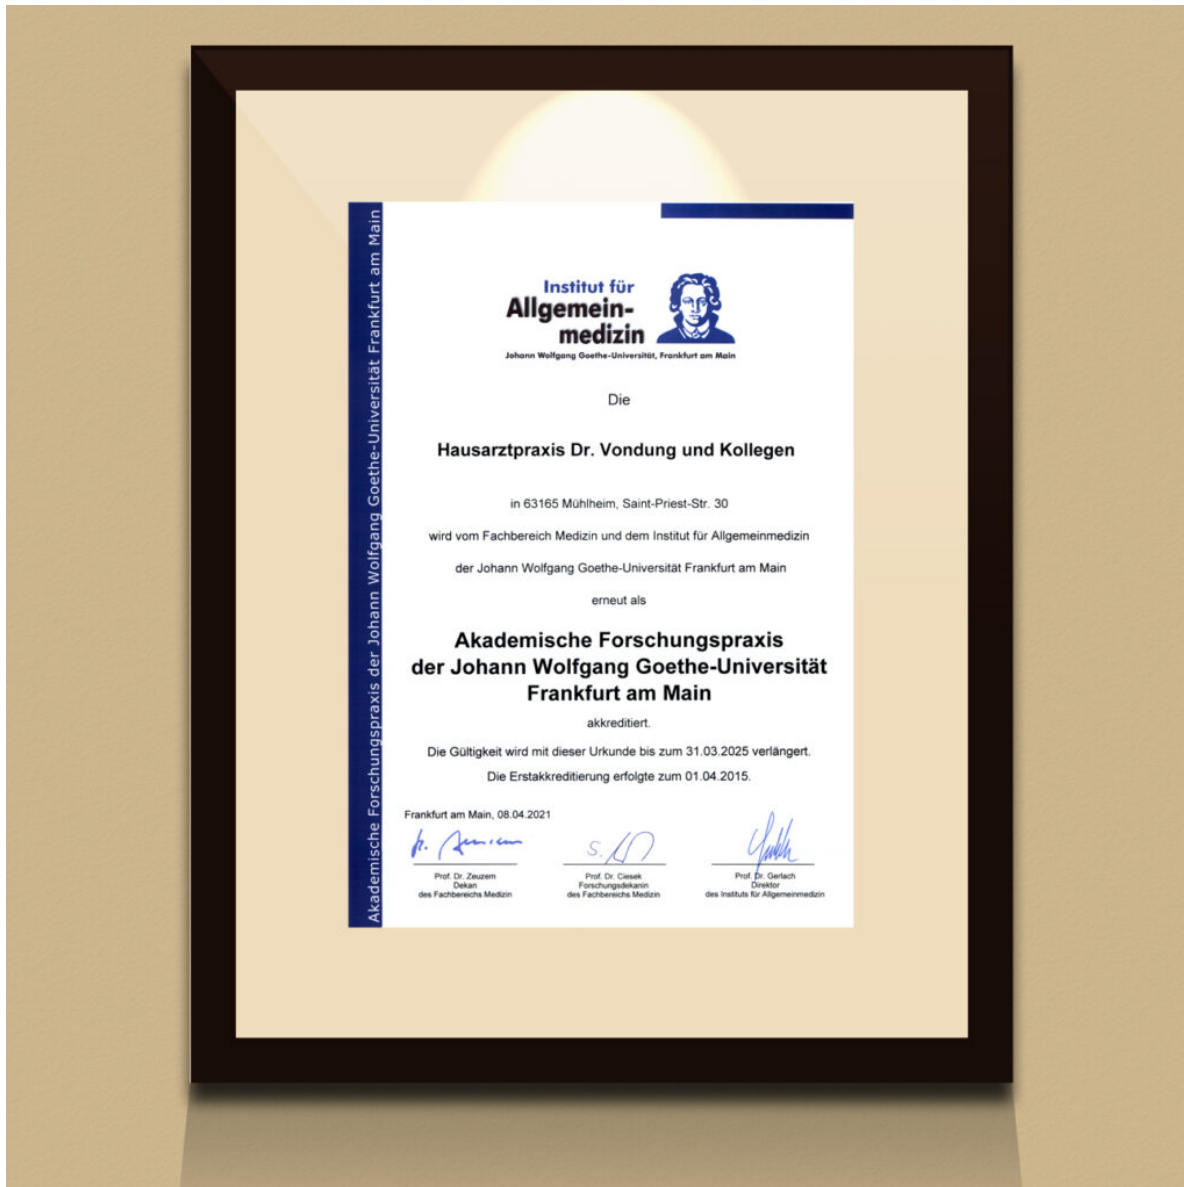 Akademische Forschungspraxis der Johann Wolfgang Goethe-Universität Frankfurt am Main
Institut für
Allgemein-
medizin
Johann Wolfgang Goethe-Universität, Frankfurt am Main
Die
Hausarztpraxis Dr. Vondung und Kollegen
in 63165 Mühlheim, Saint-Priest-Str. 30
wird vom Fachbereich Medizin und dem Institut für Allgemeinmedizin
der Johann Wolfgang Goethe-Universität Frankfurt am Main
erneut als
Akademische Forschungspraxis
der Johann Wolfgang Goethe-Universität
Frankfurt am Main
akkreditiert.
Die Gültigkeit wird mit dieser Urkunde bis zum 31.03.2025 verlängert.
Die Erstakkreditierung erfolgte zum 01.04.2015.
Frankfurt am Main, 08.04.2021
Prof. Dr. Zeuzem
Dekan
des Fachbereichs Medizin
Prof. Dr. Ciesek
Forschungsdekanin
des Fachbereichs Medizin
Prof. Dr. Gerlach
Direktor
des Instituts für Allgemeinmedizin